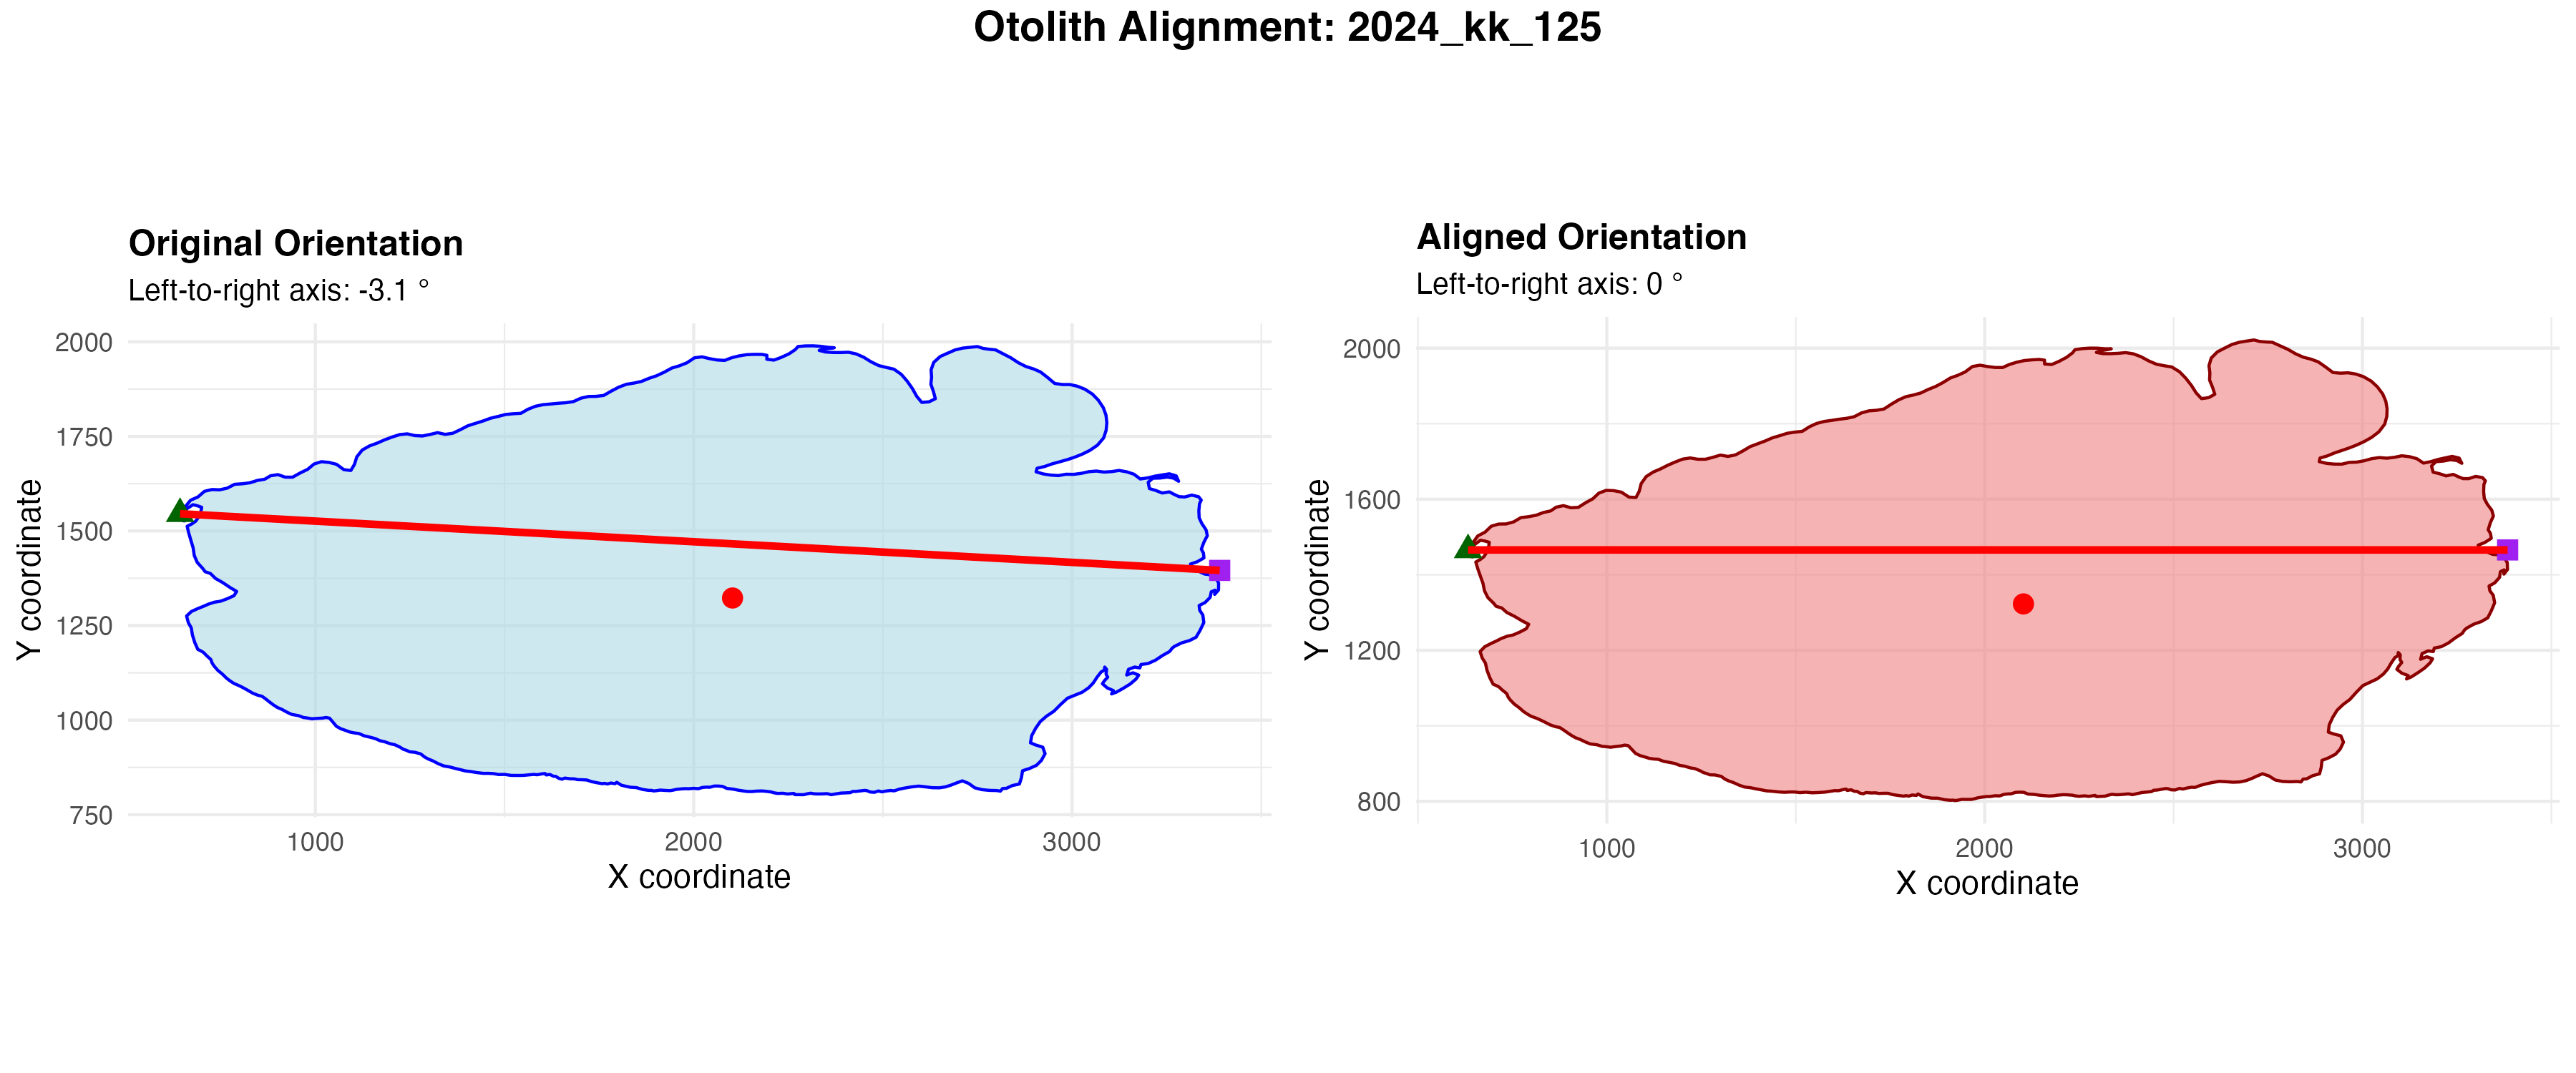 Otolith Alignment: 2024_kk_125
Original Orientation
Left-to-right axis: -3.1 °
2000
1750
1500
1250
1000
750
Y coordinate
1000 2000 3000
X coordinate
Aligned Orientation
Left-to-right axis: 0 °
2000
1600
1200
800
Y coordinate
1000 2000 3000
X coordinate